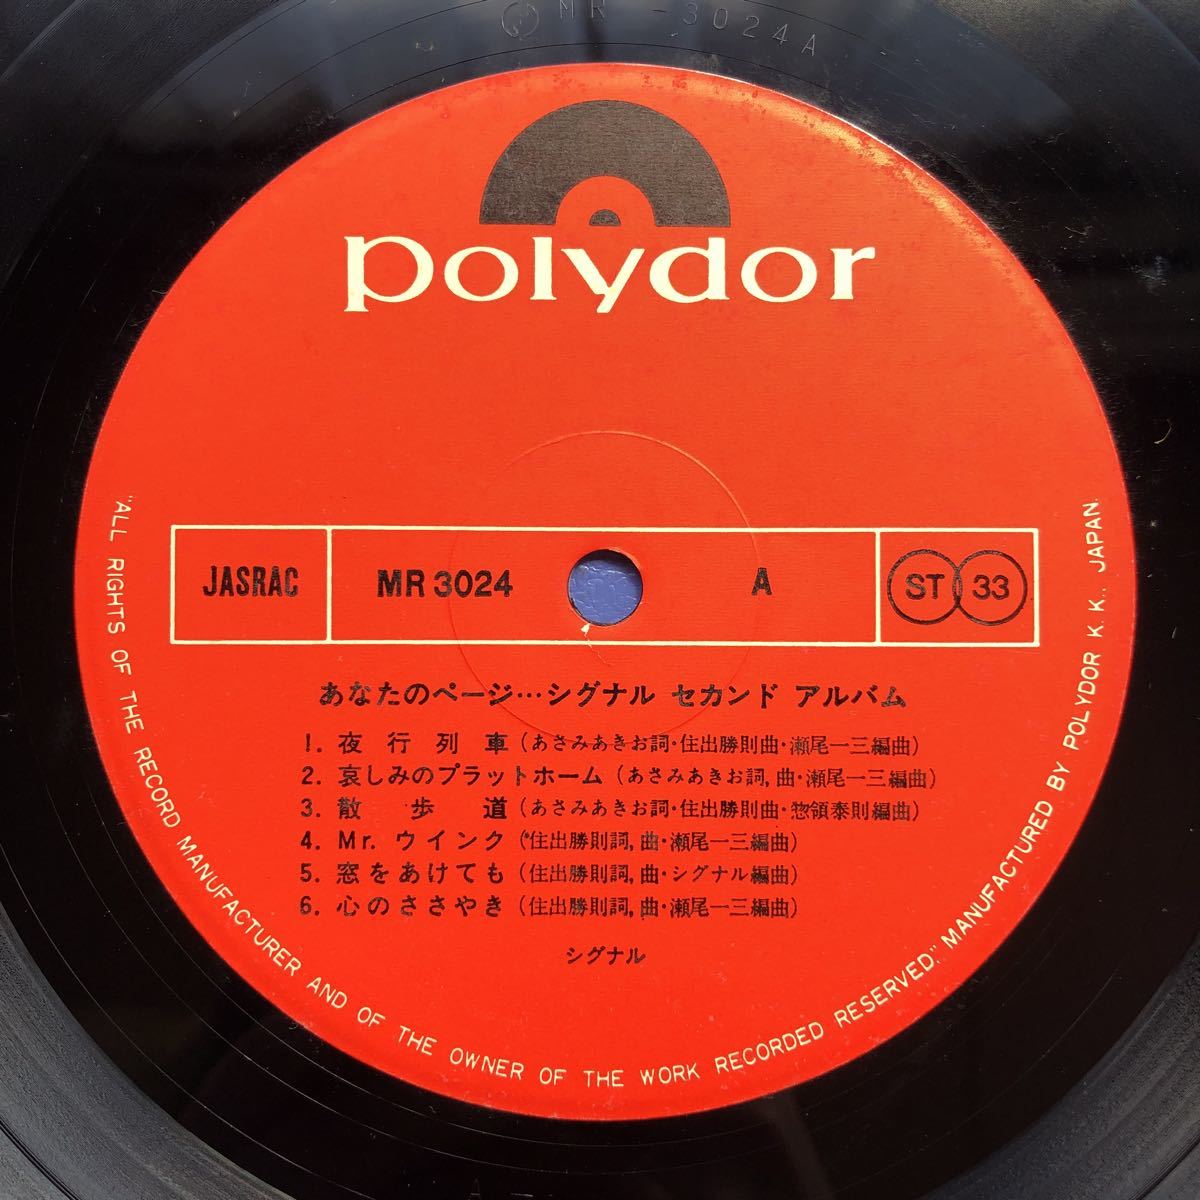 MR-3024A
polydor
JASRAC MR 3024 A ST 33
あなたのページ…シグナル セカンド アルバム
1. 夜行列車(あさみあきお詞・住出勝則曲・瀬尾一三編曲)
2. 哀しみのプラットホーム(あさみあきお詞,曲・瀬尾一三編曲)
3. 散歩道(あさみあきお詞・住出勝則曲・惣領泰則編曲)
4. Mr. ウインク(住出勝則詞,曲・瀬尾一三編曲)
5. 窓をあけても(住出勝則詞,曲・シグナル編曲)
6. 心のささやき(住出勝則詞,曲・瀬尾一三編曲)
シグナル
"ALL RIGHTS OF THE RECORD MANUFACTURER AND OF THE OWNER OF THE WORK RECORDED RESERVED." MANUFACTURED BY POLYDOR K. K., JAPAN.